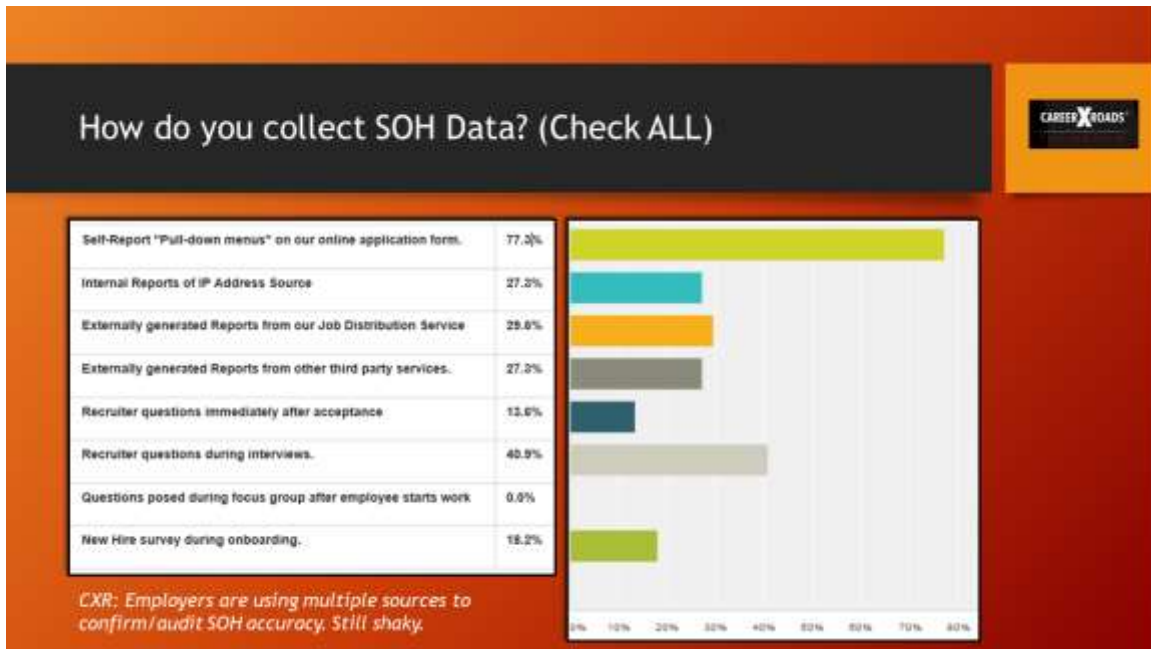 How do you collect SOH Data? (Check ALL)
CAREER XROADS
Self-Report "Pull-down menus" on our online application form. 77.3%
Internal Reports of IP Address Source 27.3%
Externally generated Reports from our Job Distribution Service 29.6%
Externally generated Reports from other third party services. 27.3%
Recruiter questions immediately after acceptance 13.6%
Recruiter questions during interviews. 40.9%
Questions posed during focus group after employee starts work 0.0%
New Hire survey during onboarding. 18.2%
CXR: Employers are using multiple sources to
confirm/audit SOH accuracy. Still shaky.
0% 10% 20% 30% 40% 50% 60% 70% 80%